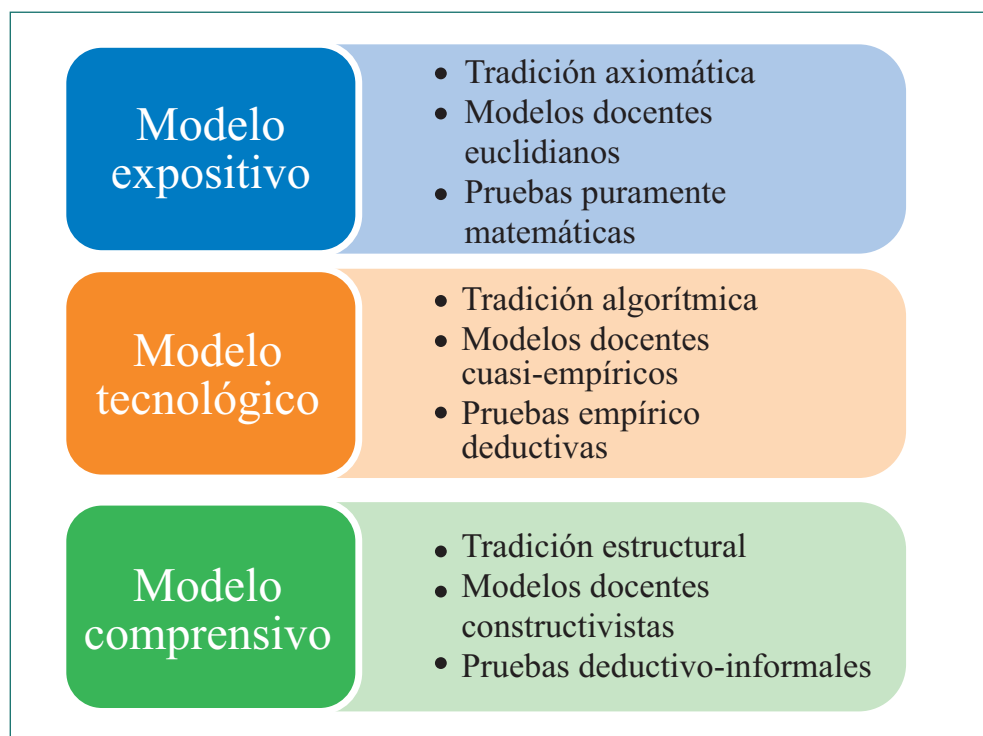 Modelo
expositivo
• Tradición axiomática
• Modelos docentes
euclidianos
• Pruebas puramente
matemáticas
Modelo
tecnológico
• Tradición algorítmica
• Modelos docentes
cuasi-empíricos
• Pruebas empírico
deductivas
Modelo
comprensivo
• Tradición estructural
• Modelos docentes
constructivistas
• Pruebas deductivo-informales